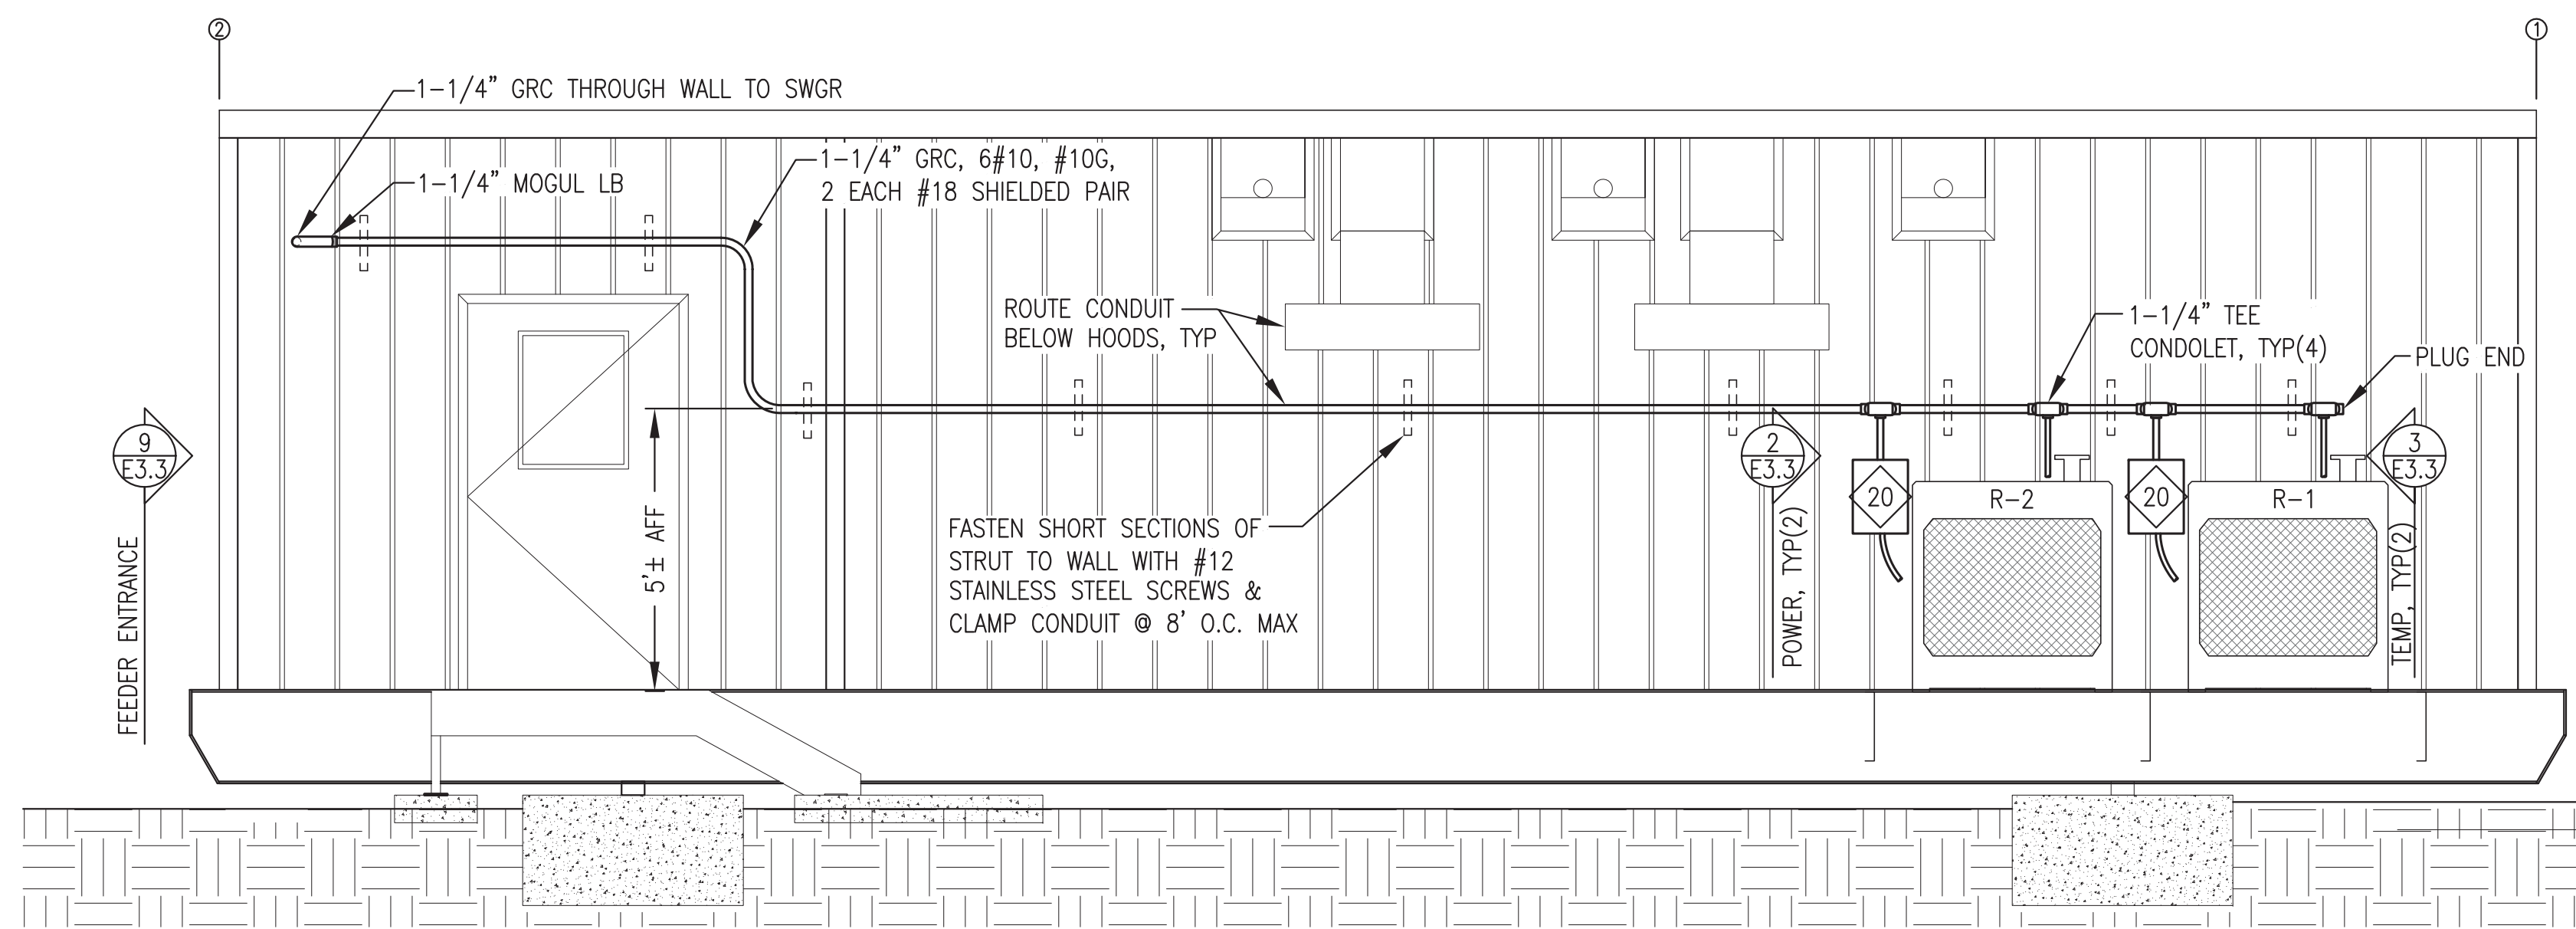 2
1
1-1/4" GRC THROUGH WALL TO SWGR
1-1/4" MOGUL LB
1-1/4" GRC, 6#10, #10G,
2 EACH #18 SHIELDED PAIR
ROUTE CONDUIT
BELOW HOODS, TYP
1-1/4" TEE
CONDOLET, TYP(4)
PLUG END
9
E3.3
FEEDER ENTRANCE
5'± AFF
FASTEN SHORT SECTIONS OF
STRUT TO WALL WITH #12
STAINLESS STEEL SCREWS &
CLAMP CONDUIT @ 8' O.C. MAX
2
E3.3
POWER, TYP(2)
20
R-2
20
R-1
3
E3.3
TEMP, TYP(2)